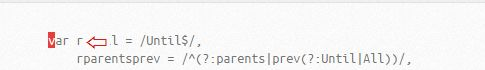 var r l = /Until$/,
rparentsprev = /^(?:parents|prev(?:Until|All))/,